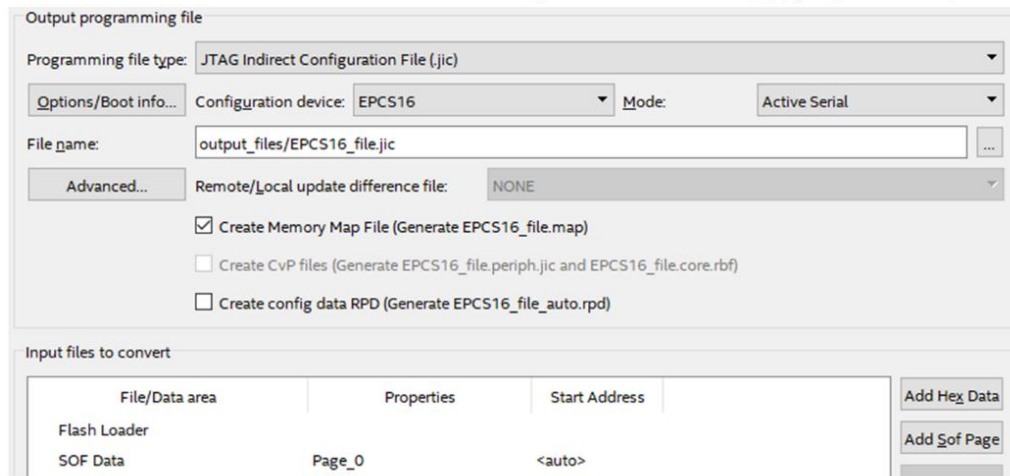 Output programming file
Programming file type: JTAG Indirect Configuration File (.jic)
Options/Boot info... Configuration device: EPCS16 Mode: Active Serial
File name: output_files/EPCS16_file.jic ...
Advanced... Remote/Local update difference file: NONE
Create Memory Map File (Generate EPCS16_file.map)
Create CvP files (Generate EPCS16_file.periph.jic and EPCS16_file.core.rbf)
Create config data RPD (Generate EPCS16_file_auto.rpd)
Input files to convert
File/Data area Properties Start Address Add Hex Data
Flash Loader
SOF Data Page_0 <auto> Add Sof Page